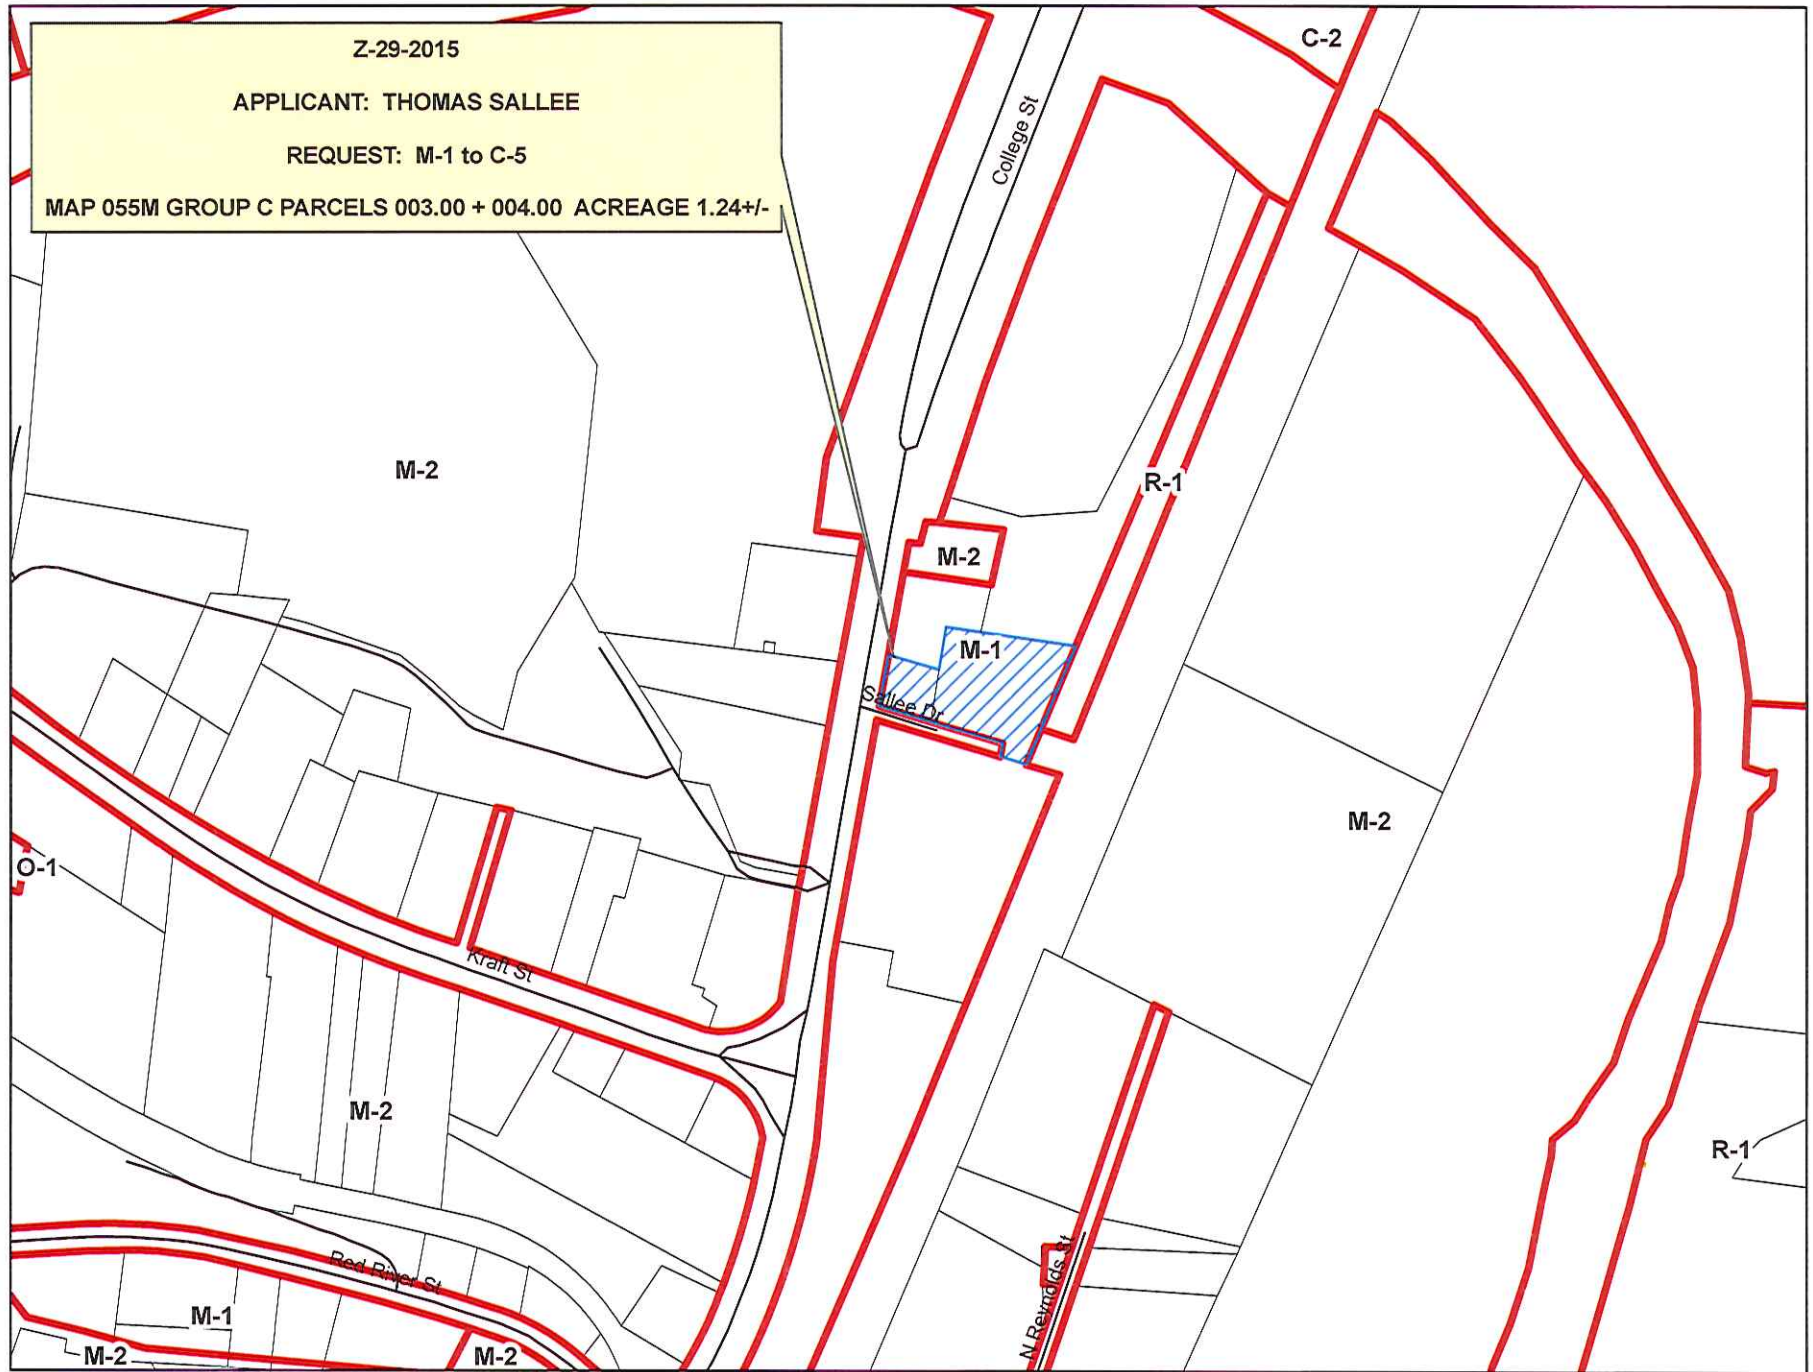 Z-29-2015
APPLICANT: THOMAS SALLEE
REQUEST: M-1 to C-5
MAP 055M GROUP C PARCELS 003.00 + 004.00 ACREAGE 1.24+/-
C-2
College St
M-2
R-1
M-2
M-1
Sallee Dr
M-2
O-1
Kraft St
M-2
R-1
Red River St
N Reynolds St
M-1
M-2
M-2